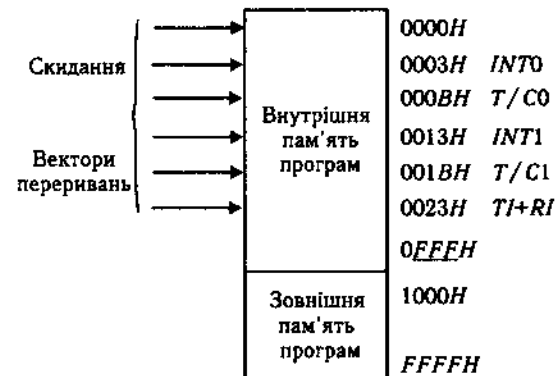 0000H
Скидання
0003H INT0
000BH T/C0
Внутрішня
пам'ять
програм
0013H INT1
Вектори
переривань
001BH T/C1
0023H TI+RI
0FFFH
Зовнішня
пам'ять
програм
1000H
FFFFH